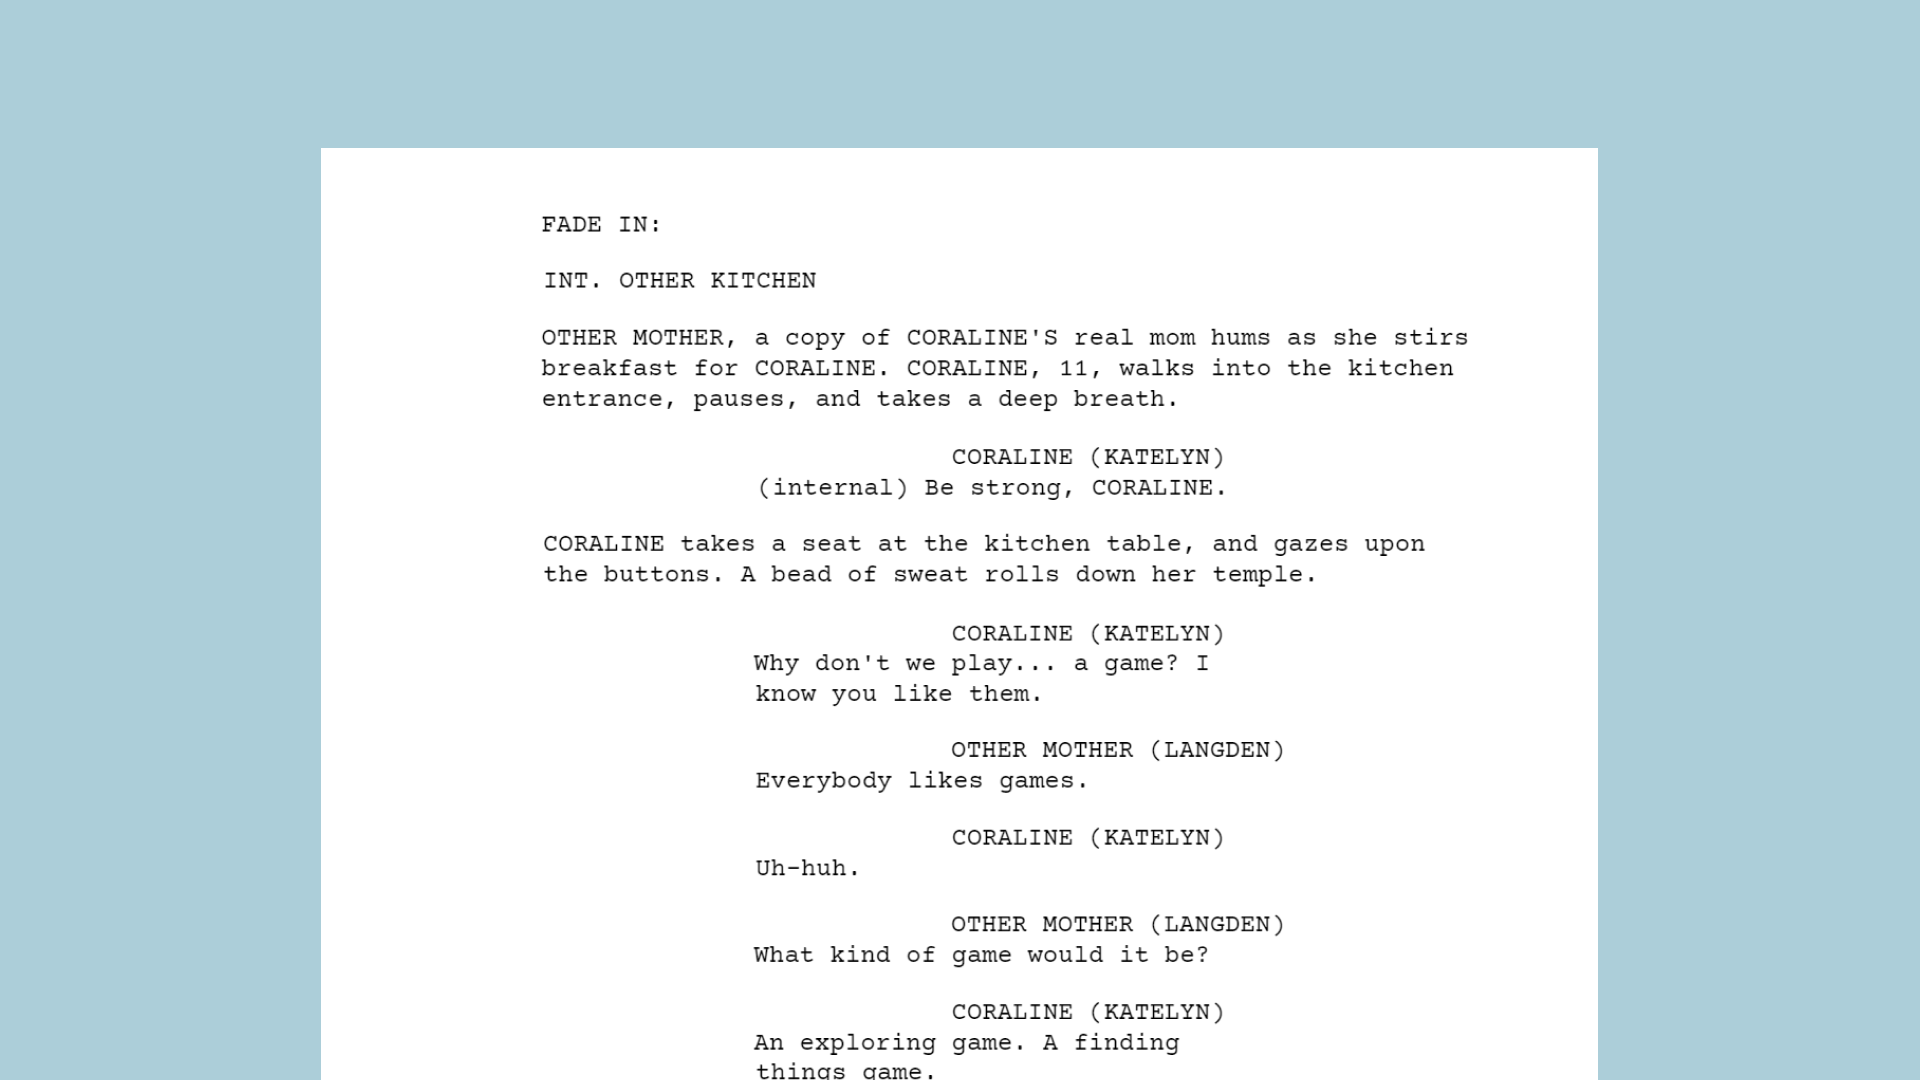 FADE IN:
INT. OTHER KITCHEN
OTHER MOTHER, a copy of CORALINE'S real mom hums as she stirs
breakfast for CORALINE. CORALINE, 11, walks into the kitchen
entrance, pauses, and takes a deep breath.
CORALINE (KATELYN)
(internal) Be strong, CORALINE.
CORALINE takes a seat at the kitchen table, and gazes upon
the buttons. A bead of sweat rolls down her temple.
CORALINE (KATELYN)
Why don't we play... a game? I
know you like them.
OTHER MOTHER (LANGDEN)
Everybody likes games.
CORALINE (KATELYN)
Uh-huh.
OTHER MOTHER (LANGDEN)
What kind of game would it be?
CORALINE (KATELYN)
An exploring game. A finding
things game.